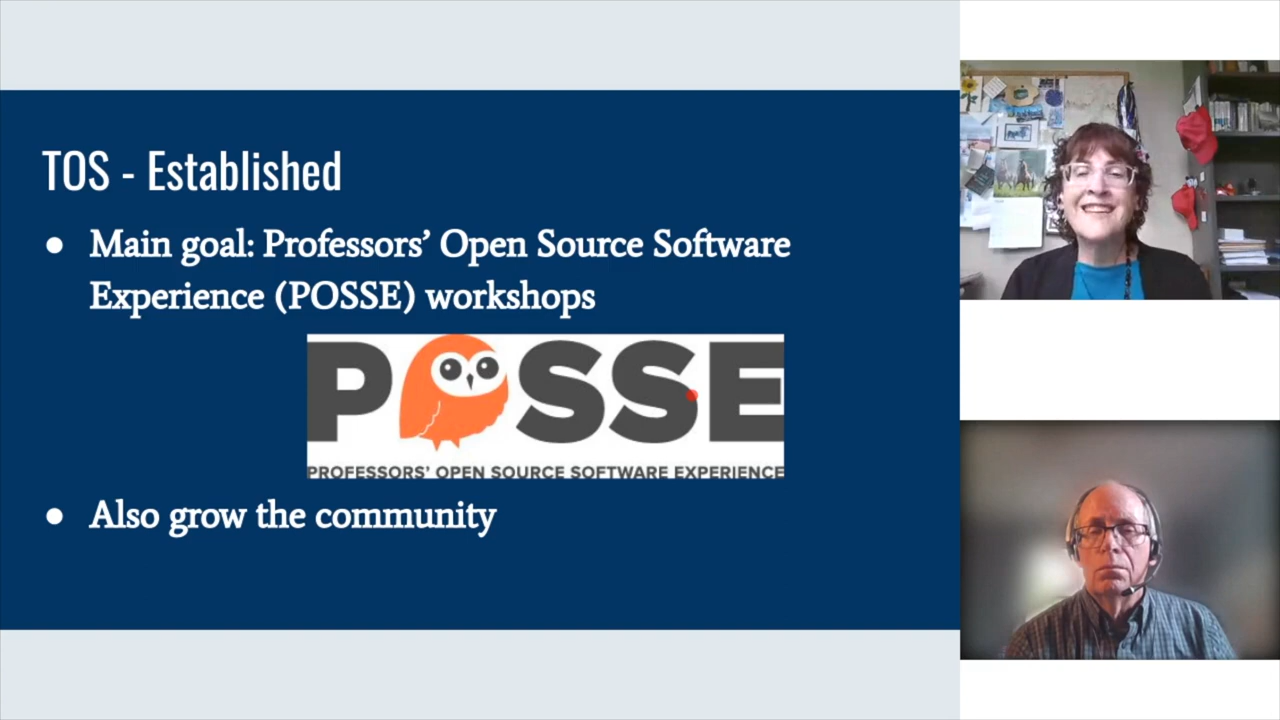 TOS - Established
● Main goal: Professors’ Open Source Software
Experience (POSSE) workshops
POSSE
PROFESSORS’ OPEN SOURCE SOFTWARE EXPERIENCE
● Also grow the community